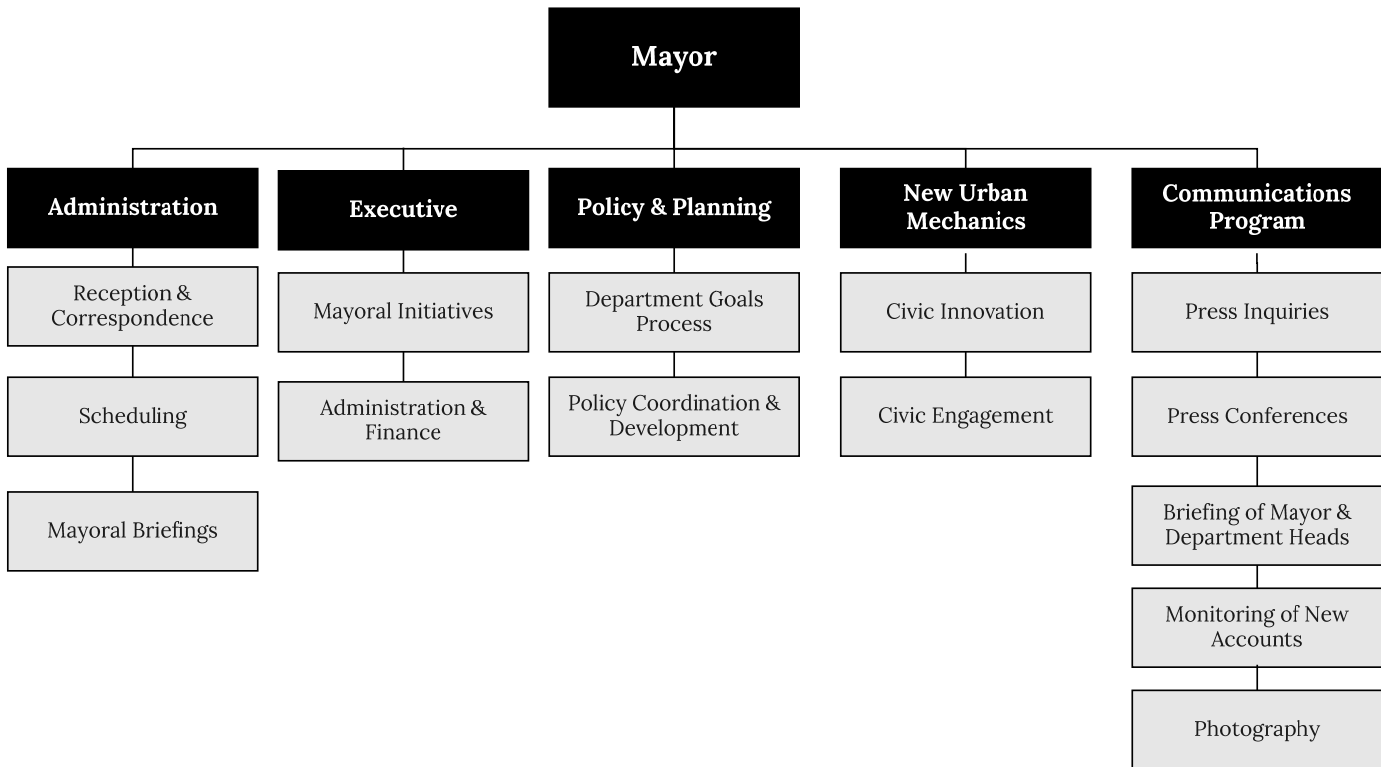 Mayor
Administration
Reception &
Correspondence
Scheduling
Mayoral Briefings
Executive
Mayoral Initiatives
Administration &
Finance
Policy & Planning
Department Goals
Process
Policy Coordination &
Development
New Urban
Mechanics
Civic Innovation
Civic Engagement
Communications
Program
Press Inquiries
Press Conferences
Briefing of Mayor &
Department Heads
Monitoring of New
Accounts
Photography